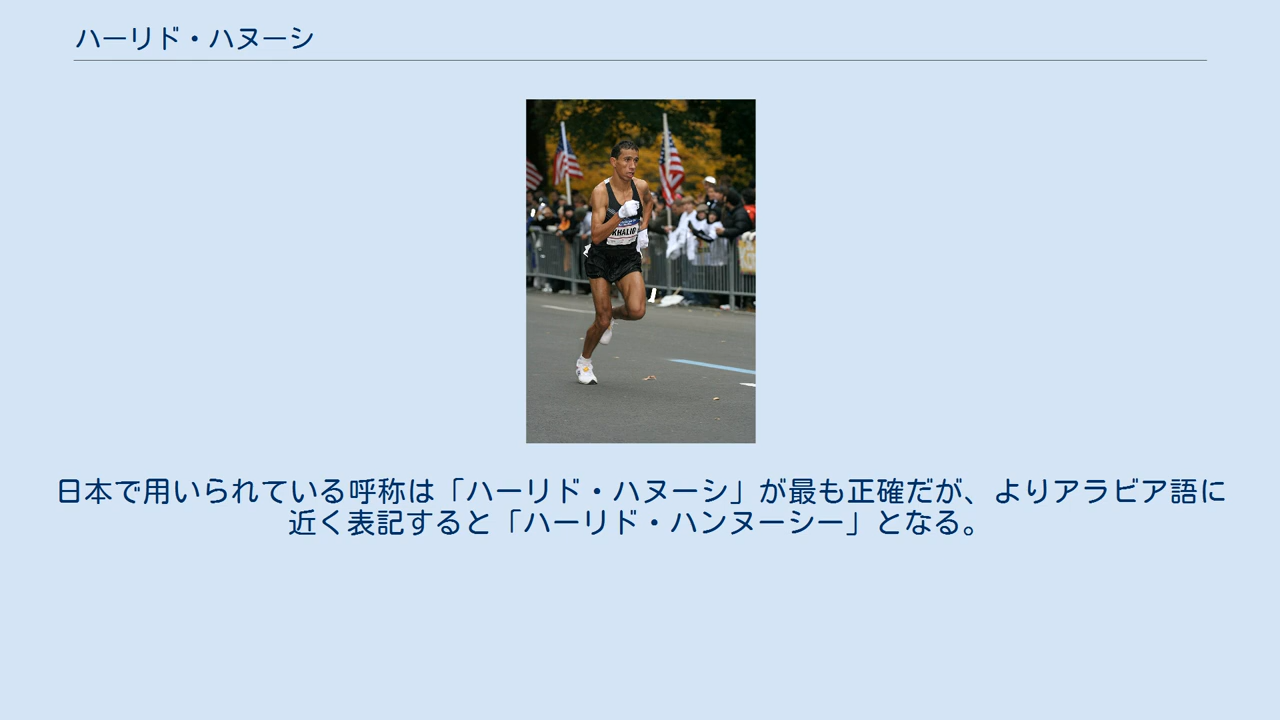 ハーリド・ハヌーシ
KHALID
日本で用いられている呼称は「ハーリド・ハヌーシ」が最も正確だが、よりアラビア語に
近く表記すると「ハーリド・ハンヌーシー」となる。